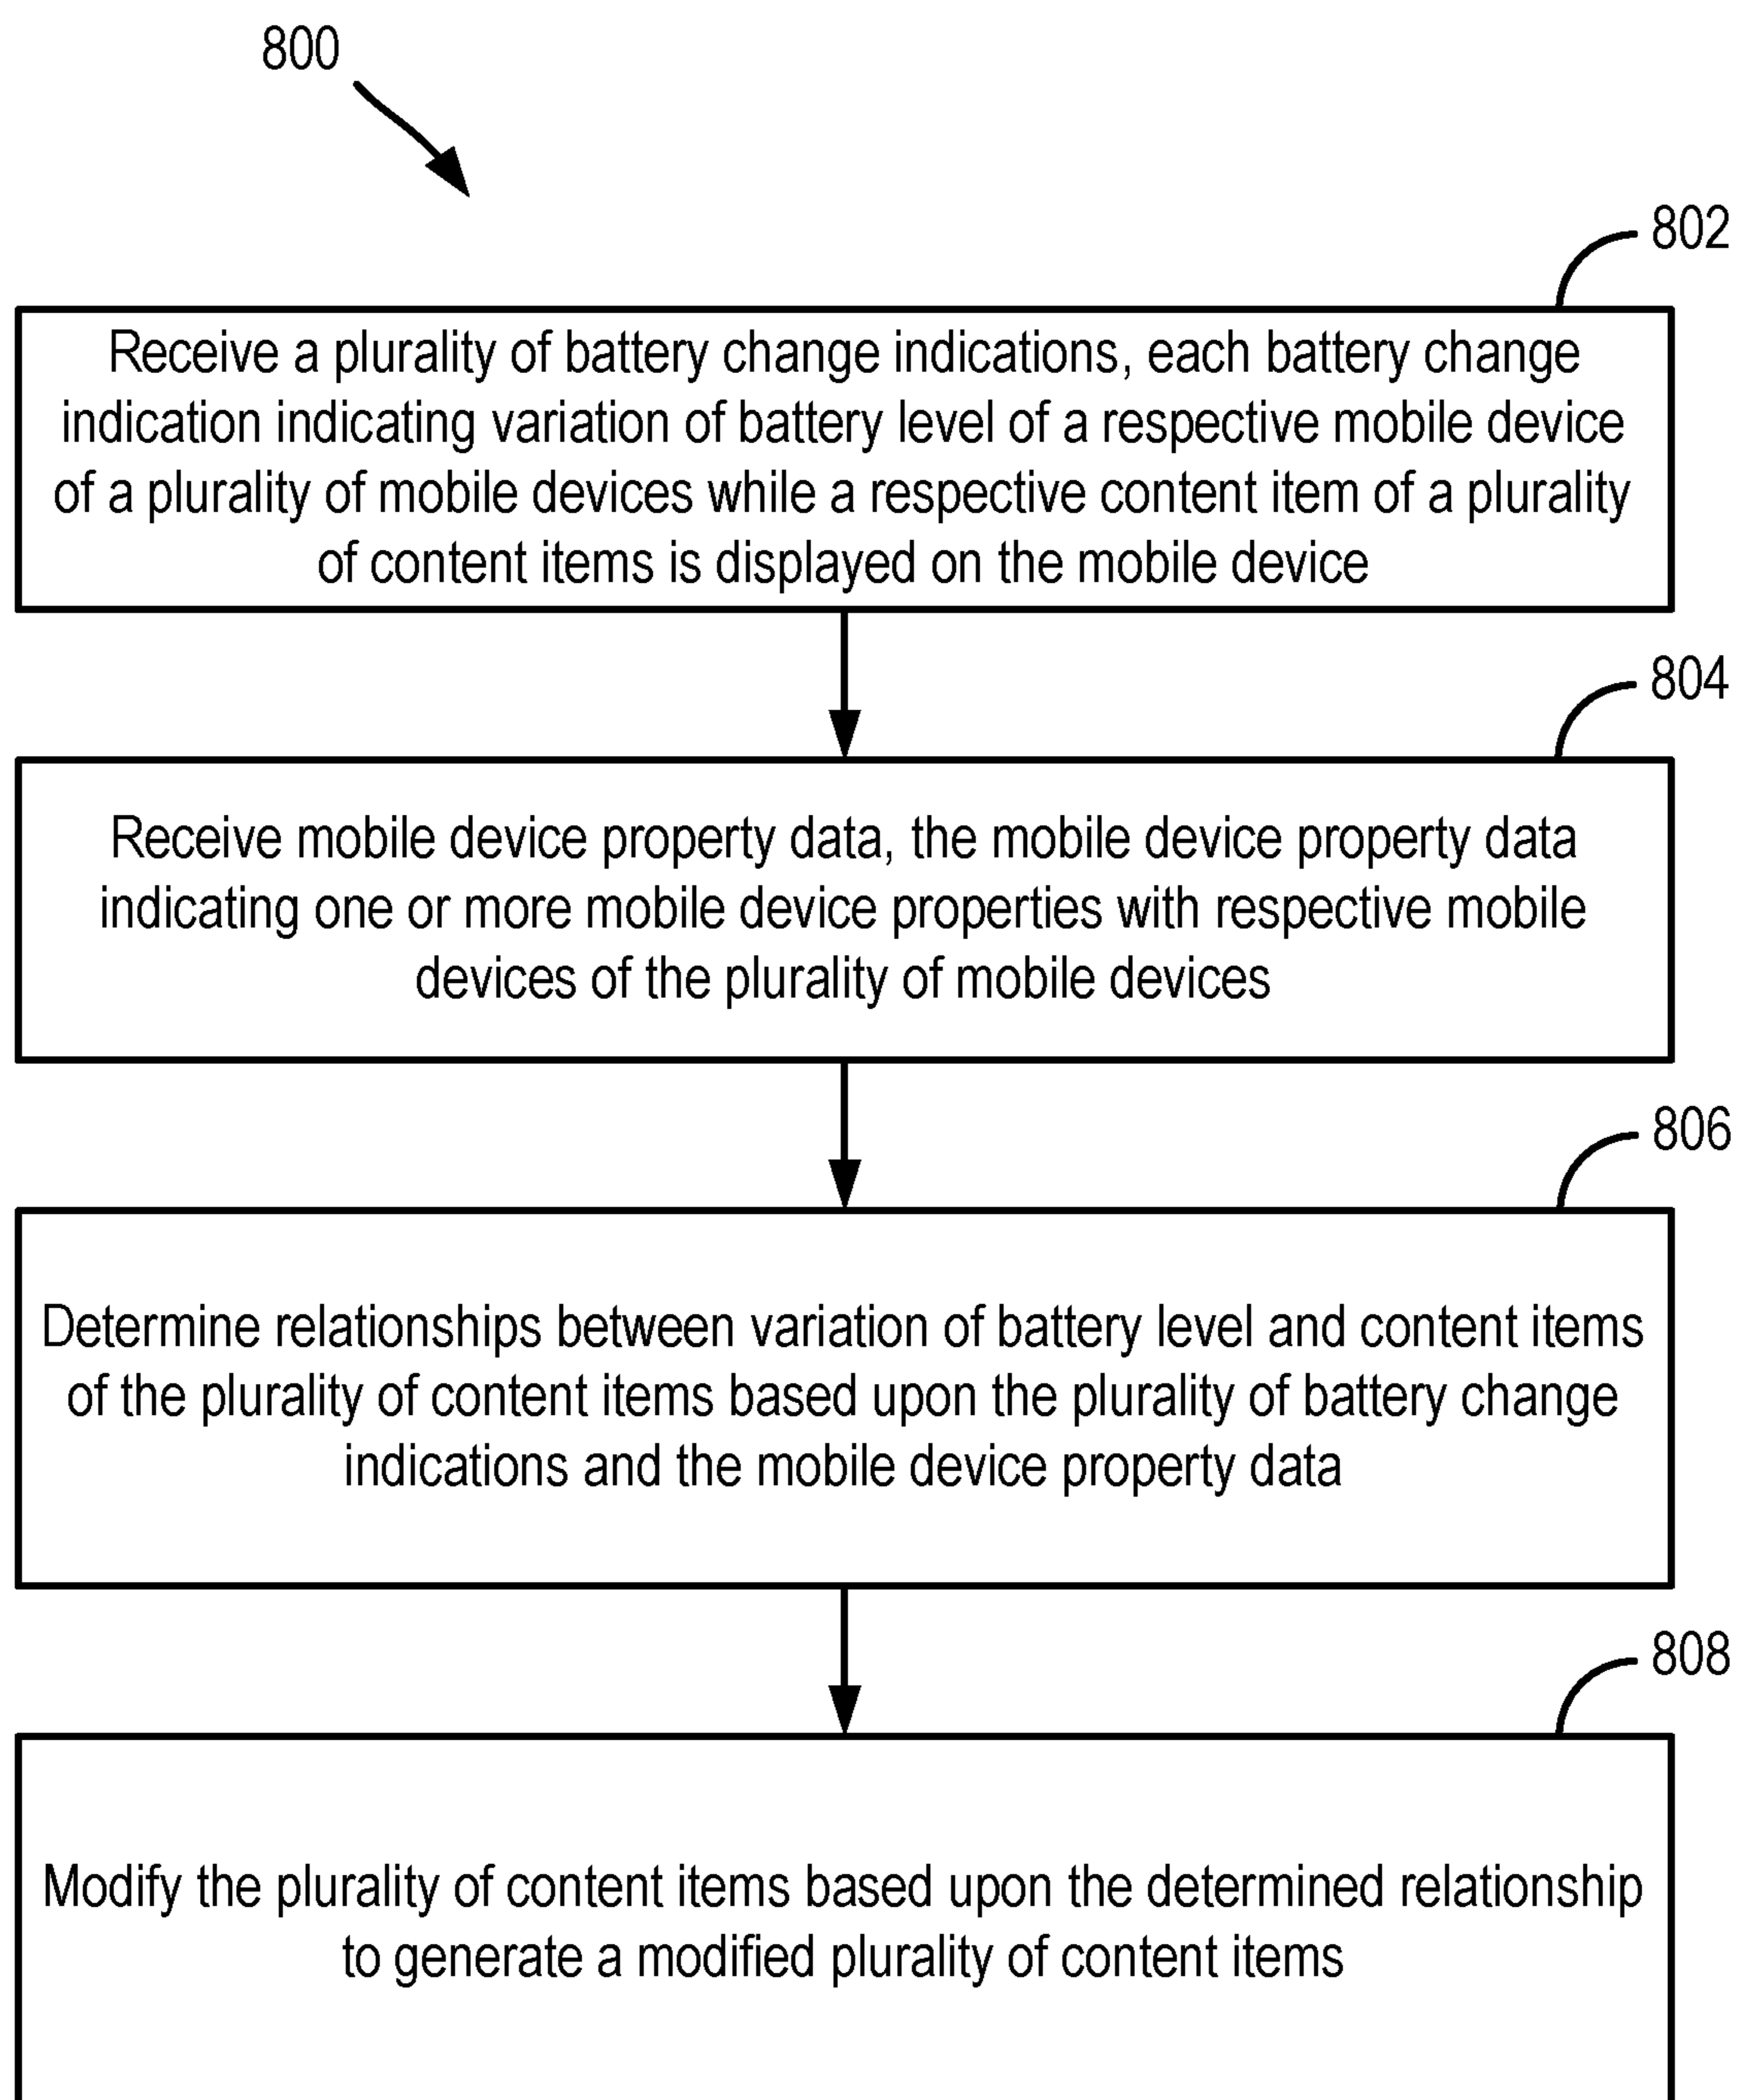 800
802
Receive a plurality of battery change indications, each battery change
indication indicating variation of battery level of a respective mobile device
of a plurality of mobile devices while a respective content item of a plurality
of content items is displayed on the mobile device
804
Receive mobile device property data, the mobile device property data
indicating one or more mobile device properties with respective mobile
devices of the plurality of mobile devices
806
Determine relationships between variation of battery level and content items
of the plurality of content items based upon the plurality of battery change
indications and the mobile device property data
808
Modify the plurality of content items based upon the determined relationship
to generate a modified plurality of content items